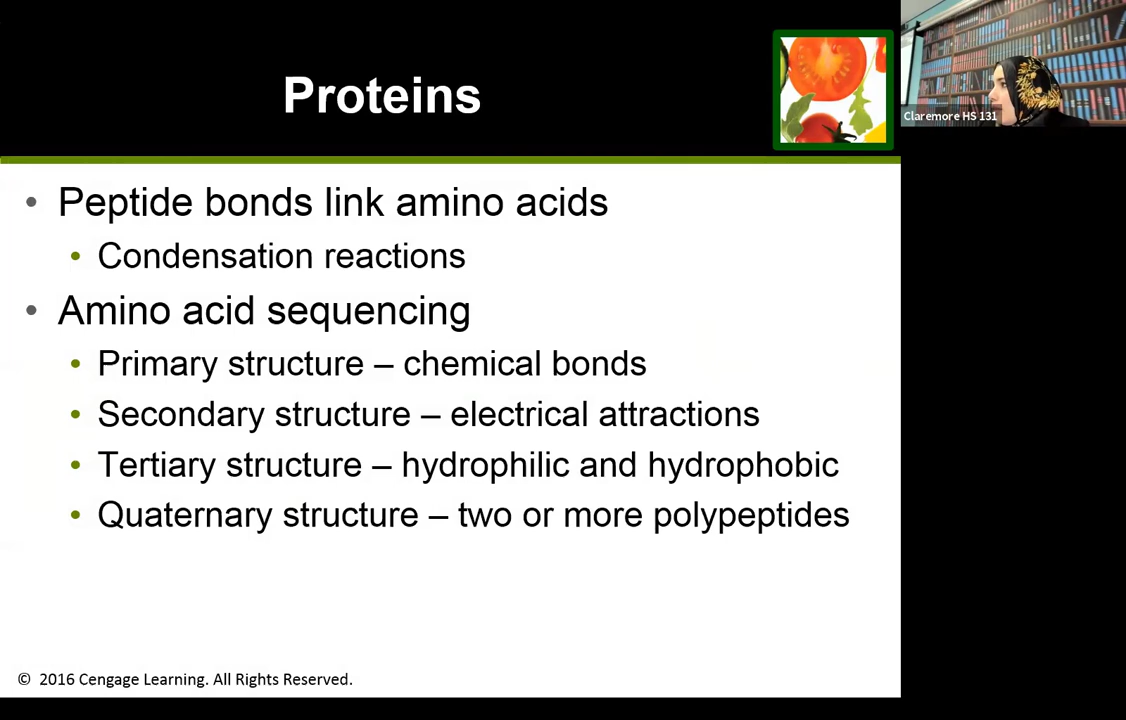 Proteins
Claremore HS 131
• Peptide bonds link amino acids
• Condensation reactions
• Amino acid sequencing
• Primary structure – chemical bonds
• Secondary structure – electrical attractions
• Tertiary structure – hydrophilic and hydrophobic
• Quaternary structure – two or more polypeptides
© 2016 Cengage Learning. All Rights Reserved.